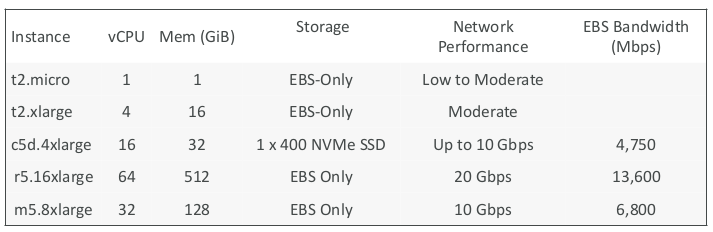 Instance vCPU Mem (GiB) Storage Network Performance EBS Bandwidth (Mbps)
t2.micro 1 1 EBS-Only Low to Moderate
t2.xlarge 4 16 EBS-Only Moderate
c5d.4xlarge 16 32 1 x 400 NVMe SSD Up to 10 Gbps 4,750
r5.16xlarge 64 512 EBS Only 20 Gbps 13,600
m5.8xlarge 32 128 EBS Only 10 Gbps 6,800